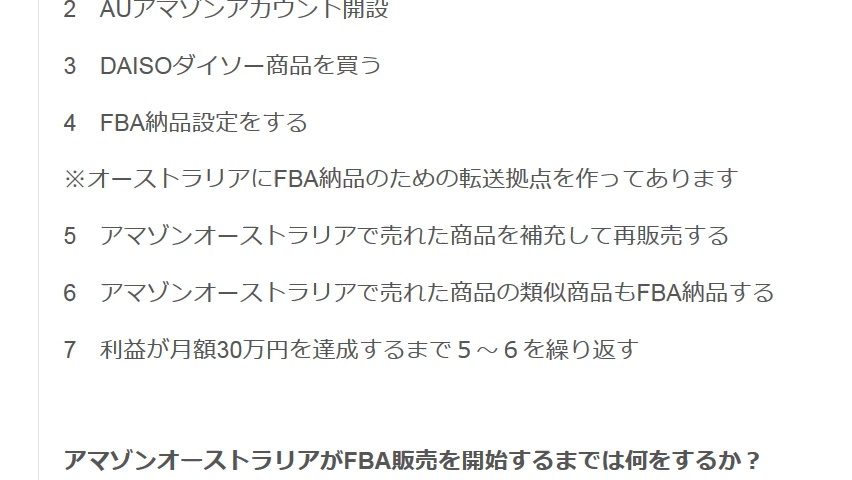 2　AUアマゾンアカウント開設
3　DAISOダイソー商品を買う
4　FBA納品設定をする
※オーストラリアにFBA納品のための転送拠点を作ってあります
5　アマゾンオーストラリアで売れた商品を補充して再販売する
6　アマゾンオーストラリアで売れた商品の類似商品もFBA納品する
7　利益が月額30万円を達成するまで５～６を繰り返す
アマゾンオーストラリアがFBA販売を開始するまでは何をするか？